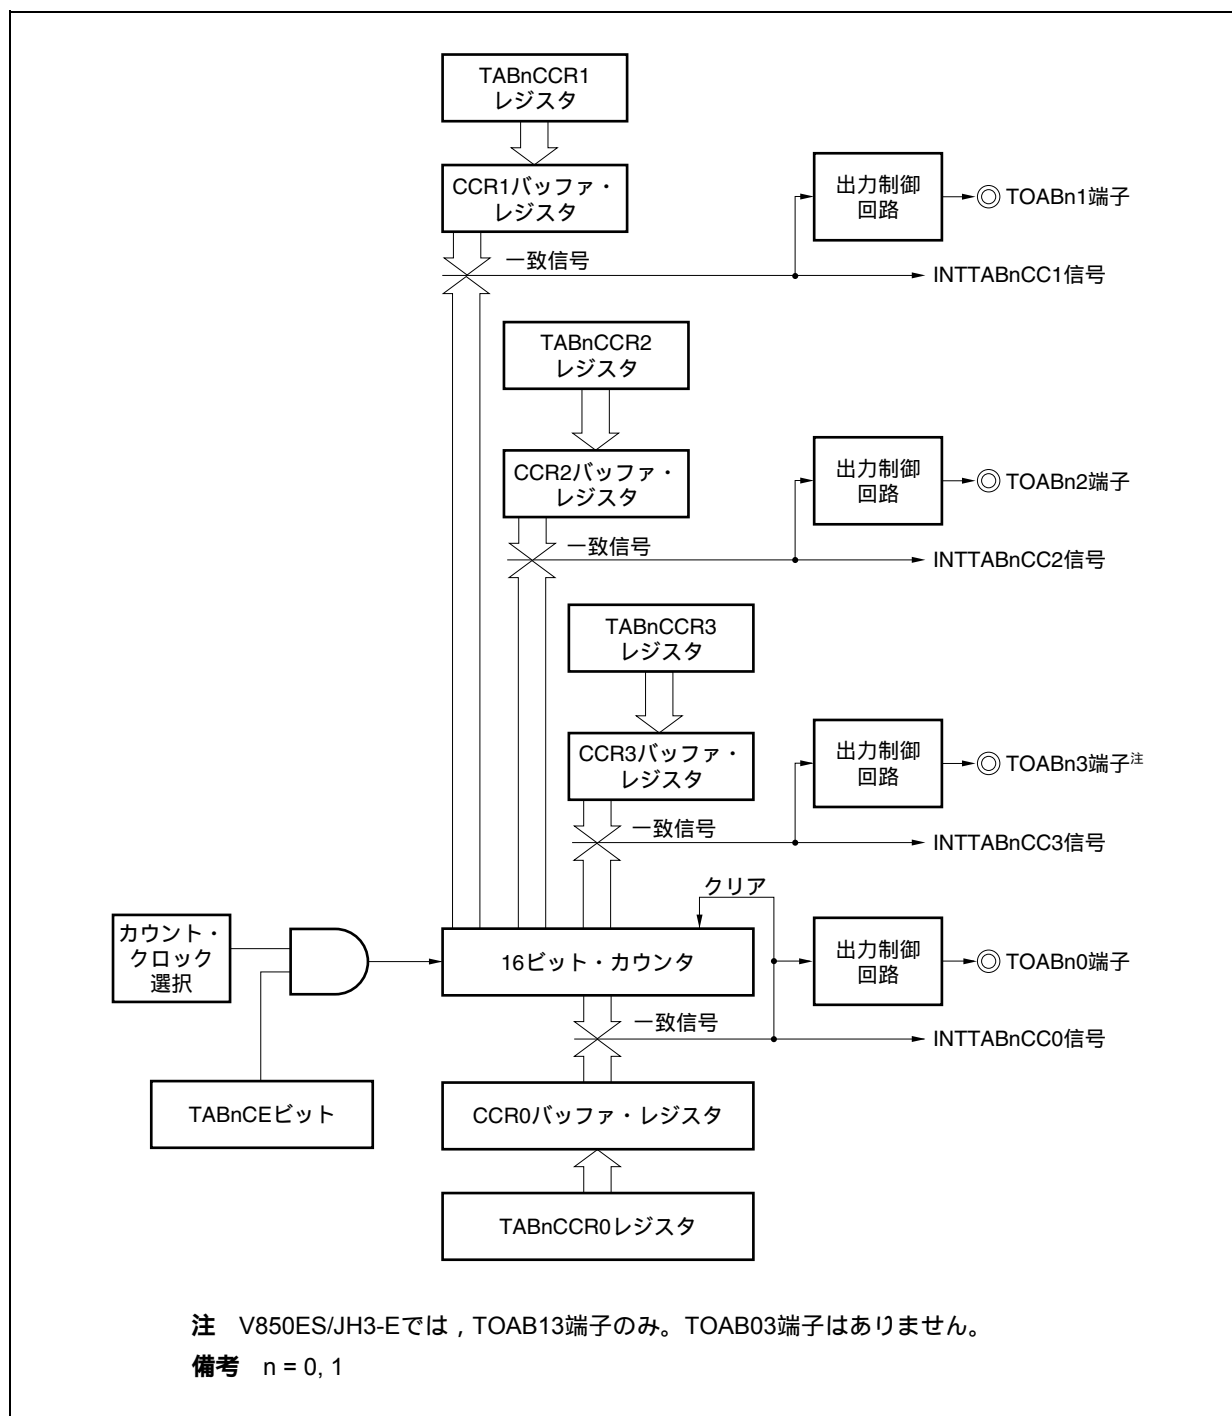 TABnCCR1
レジスタ
CCR1バッファ・
レジスタ
出力制御
回路
TOABn1端子
一致信号
INTTABnCC1信号
TABnCCR2
レジスタ
CCR2バッファ・
レジスタ
出力制御
回路
TOABn2端子
一致信号
INTTABnCC2信号
TABnCCR3
レジスタ
CCR3バッファ・
レジスタ
出力制御
回路
TOABn3端子注
一致信号
INTTABnCC3信号
クリア
カウント・
クロック
選択
16ビット・カウンタ
出力制御
回路
TOABn0端子
一致信号
INTTABnCC0信号
TABnCEビット
CCR0バッファ・レジスタ
TABnCCR0レジスタ
注 V850ES/JH3-Eでは，TOAB13端子のみ。TOAB03端子はありません。
備考 n = 0, 1